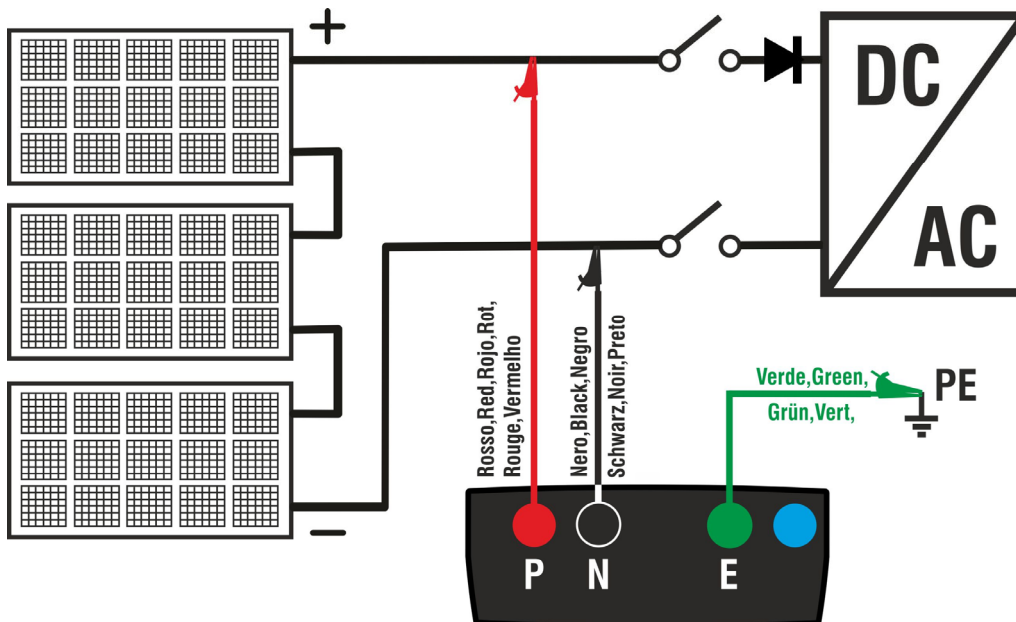 +
DC
AC
Rosso,Red,Rojo,Rot,
Rouge,Vermelho
Nero,Black,Negro
Schwarz,Noir,Preto
Verde,Green,
Grün,Vert,
PE
−
P
N
E